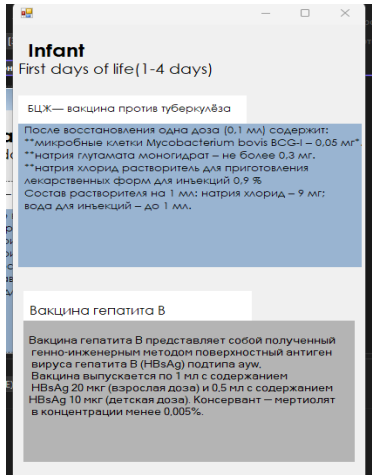 Infant
First days of life(1-4 days)
БЦЖ— вакцина против туберкулёза
После восстановления одна доза (0,1 мл) содержит:
**микробные клетки Mycobacterium bovis BCG-I – 0,05 мг*
**натрия глутамата моногидрат – не более 0,3 мг.
**натрия хлорид растворитель для приготовления
лекарственных форм для инъекций 0,9 %
Состав растворителя на 1 мл: натрия хлорид – 9 мг;
вода для инъекций – до 1 мл.
Вакцина гепатита В
Вакцина гепатита В представляет собой полученный
генно-инженерным методом поверхностный антиген
вируса гепатита В (HBsAg) подтипа ayw,
Вакцина выпускается по 1 мл с содержанием
HBsAg 20 мкг (взрослая доза) и 0,5 мл с содержанием
HBsAg 10 мкг (детская доза). Консервант — мертиолят
в концентрации менее 0,005%.